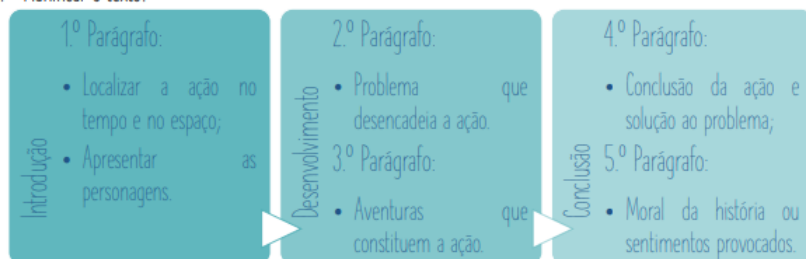 Introdução
1.º Parágrafo:
• Localizar a ação no
tempo e no espaço;
• Apresentar as
personagens.
Desenvolvimento
2.º Parágrafo:
• Problema que
desencadeia a ação.
3.º Parágrafo:
• Aventuras que
constituem a ação.
Conclusão
4.º Parágrafo:
• Conclusão da ação e
solução ao problema;
5.º Parágrafo:
• Moral da história ou
sentimentos provocados.